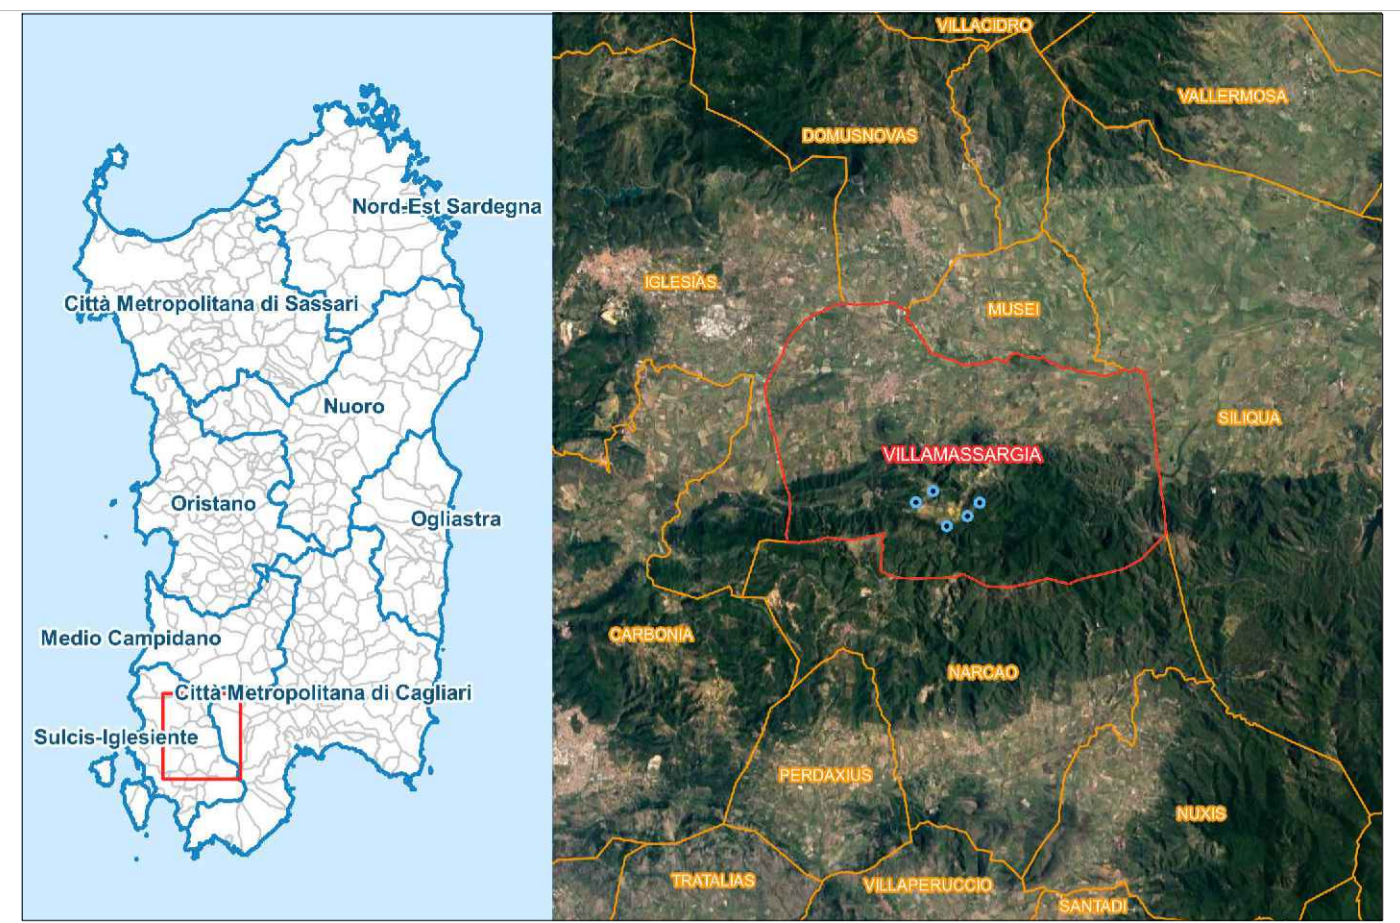 Nord-Est Sardegna
Città Metropolitana di Sassari
Nuoro
Oristano
Ogliastra
Medio Campidano
Città Metropolitana di Cagliari
Sulcis-Iglesiente
VILLACIDRO
VALLERMOSA
DOMUSNOVAS
IGLESIAS
MUSEI
SILIQUA
VILLAMASSARGIA
CARBONIA
NARCAO
PERDAXIUS
NUXIS
TRATALIAS
VILLAPERUCCIO
SANTADI